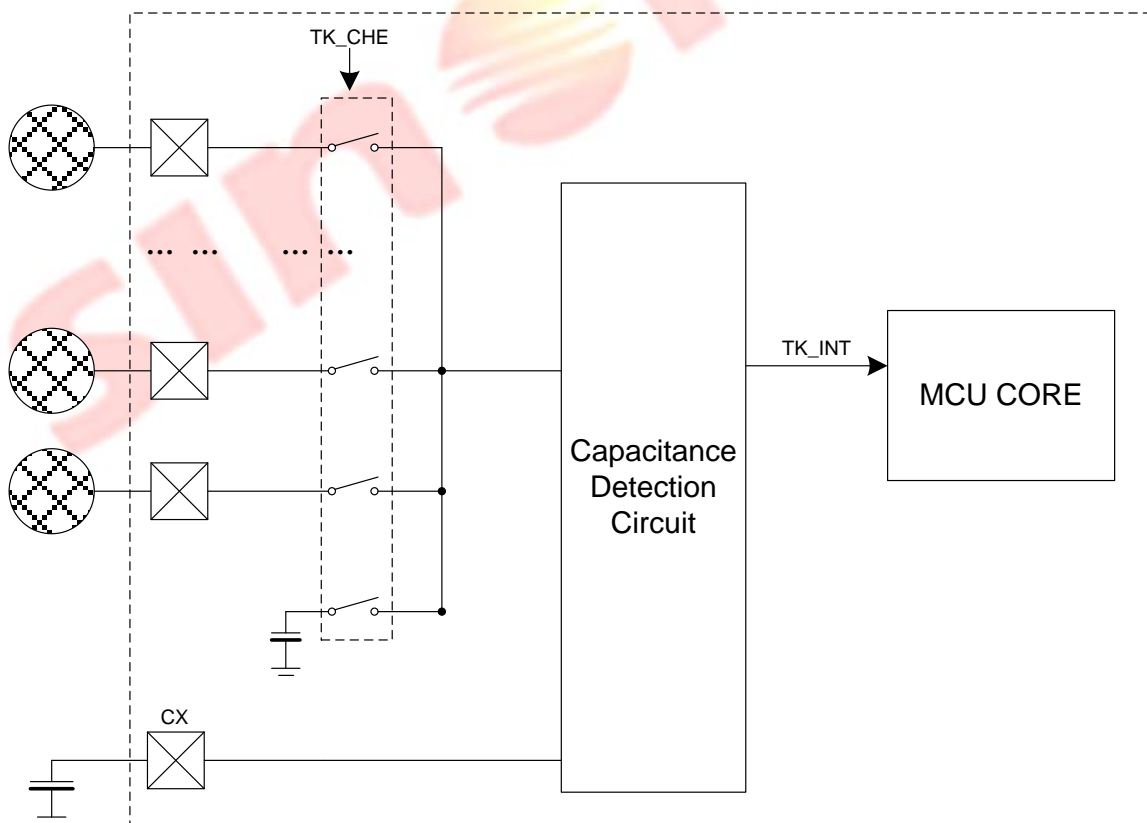 TK_CHE
... ... ... ...
TK_INT
MCU CORE
Capacitance
Detection
Circuit
CX